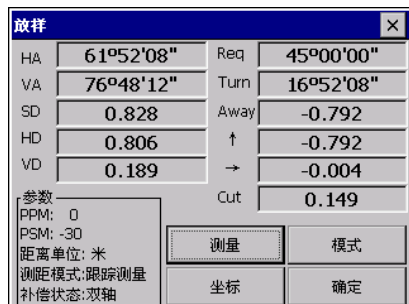 放样
HA 61º52'08" Req 45º00'00"
VA 76º48'12" Turn 16º52'08"
SD 0.828 Away -0.792
HD 0.806 ↑ -0.792
VD 0.189 → -0.004
Cut 0.149
参数
PPM: 0
PSM: -30
距离单位: 米
测距模式:跟踪测量
补偿状态:双轴
测量 模式
坐标 确定